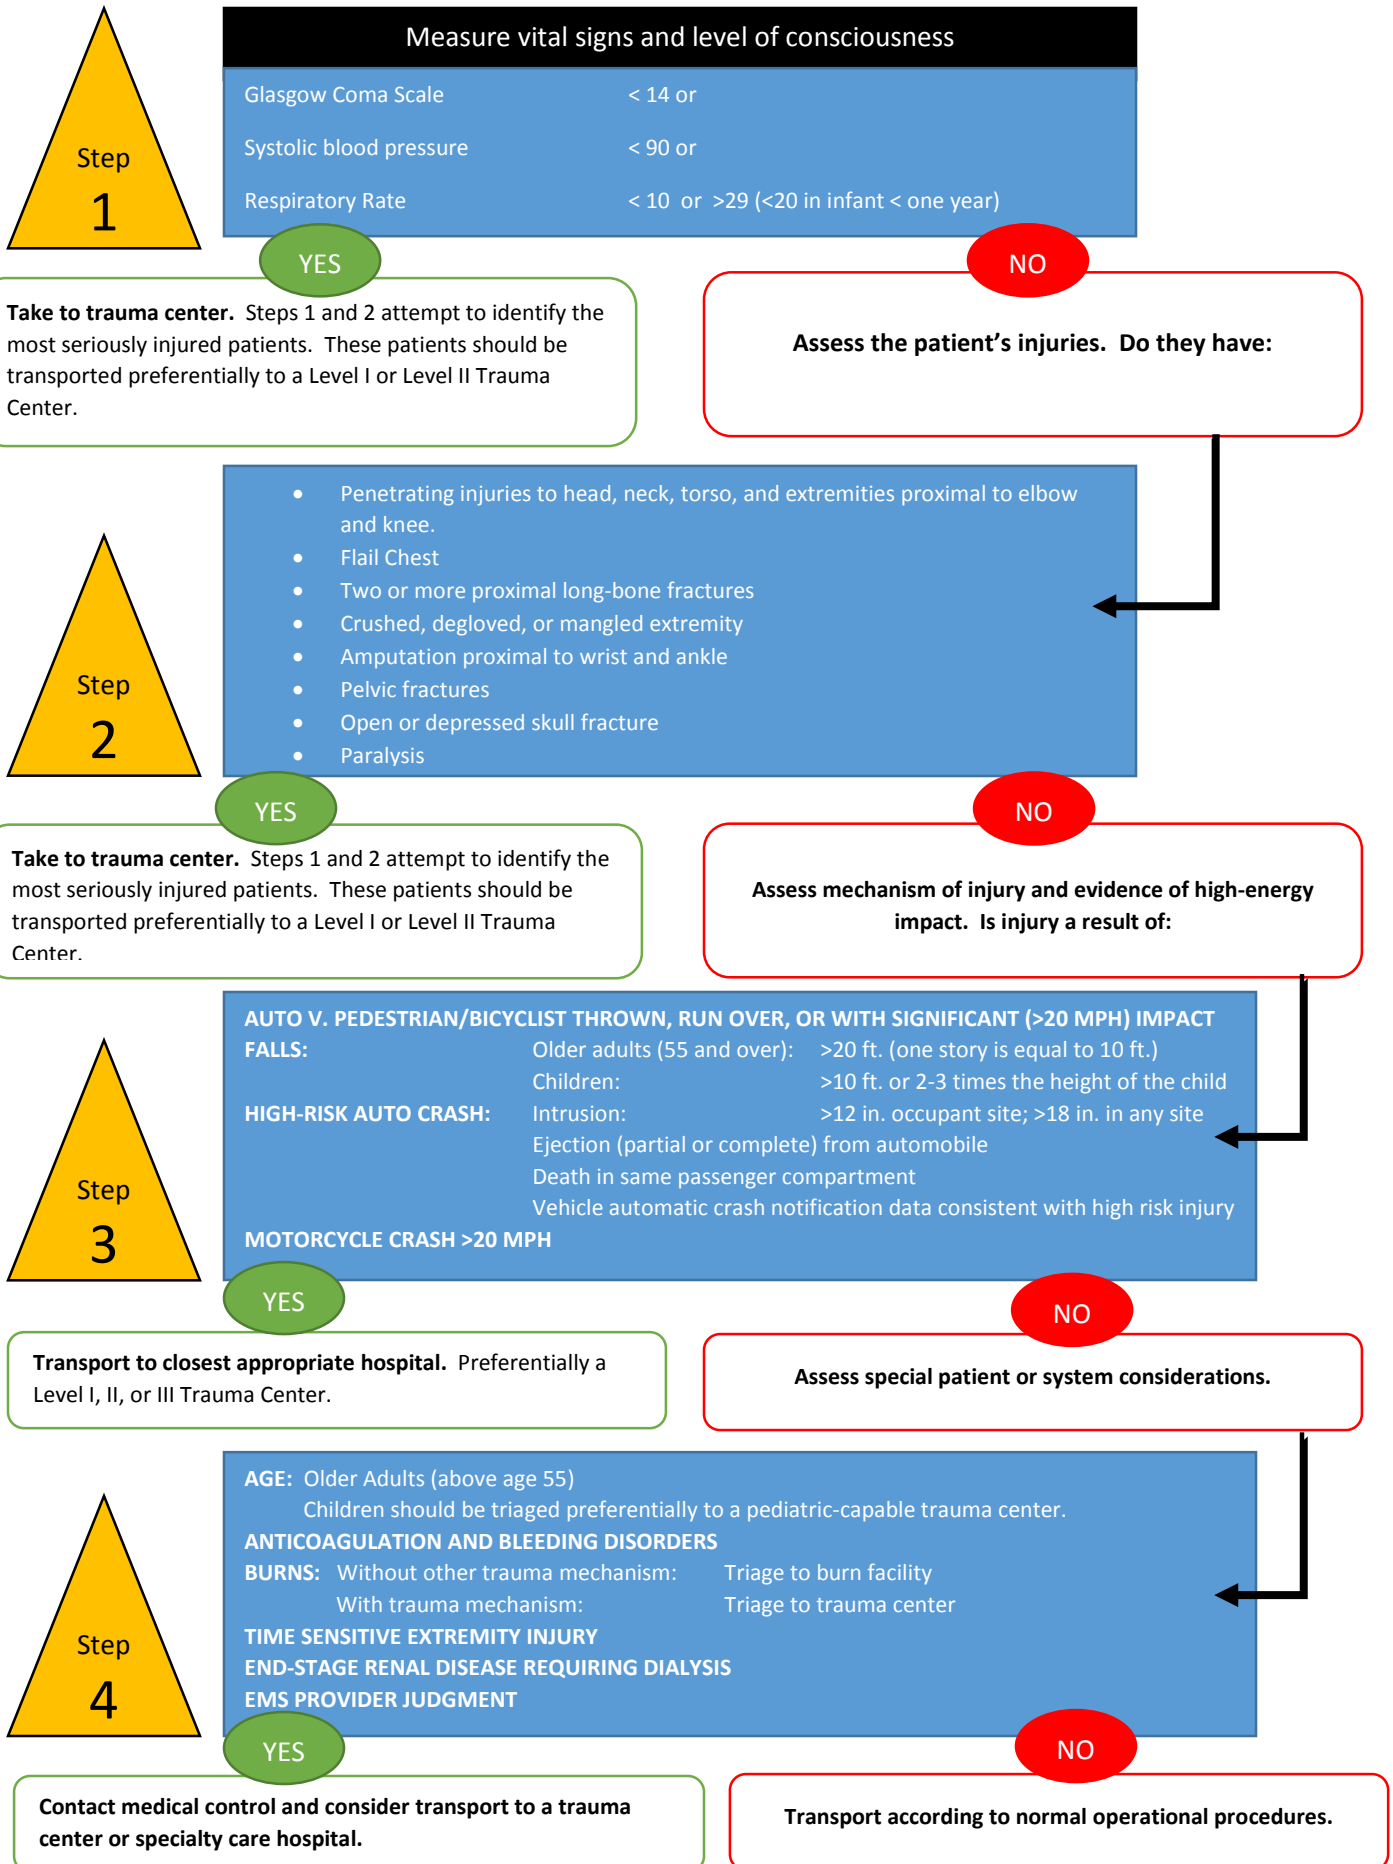 Measure vital signs and level of consciousness
Step
1
Glasgow Coma Scale < 14 or
Systolic blood pressure < 90 or
Respiratory Rate < 10 or >29 (<20 in infant < one year)
YES
NO
Take to trauma center. Steps 1 and 2 attempt to identify the
most seriously injured patients. These patients should be
transported preferentially to a Level I or Level II Trauma
Center.
Assess the patient’s injuries. Do they have:
Step
2
• Penetrating injuries to head, neck, torso, and extremities proximal to elbow
and knee.
• Flail Chest
• Two or more proximal long-bone fractures
• Crushed, degloved, or mangled extremity
• Amputation proximal to wrist and ankle
• Pelvic fractures
• Open or depressed skull fracture
• Paralysis
YES
NO
Take to trauma center. Steps 1 and 2 attempt to identify the
most seriously injured patients. These patients should be
transported preferentially to a Level I or Level II Trauma
Center.
Assess mechanism of injury and evidence of high-energy
impact. Is injury a result of:
Step
3
AUTO V. PEDESTRIAN/BICYCLIST THROWN, RUN OVER, OR WITH SIGNIFICANT (>20 MPH) IMPACT
FALLS: Older adults (55 and over): >20 ft. (one story is equal to 10 ft.)
Children: >10 ft. or 2-3 times the height of the child
HIGH-RISK AUTO CRASH: Intrusion: >12 in. occupant site; >18 in. in any site
Ejection (partial or complete) from automobile
Death in same passenger compartment
Vehicle automatic crash notification data consistent with high risk injury
MOTORCYCLE CRASH >20 MPH
YES
NO
Transport to closest appropriate hospital. Preferentially a
Level I, II, or III Trauma Center.
Assess special patient or system considerations.
Step
4
AGE: Older Adults (above age 55)
Children should be triaged preferentially to a pediatric-capable trauma center.
ANTICOAGULATION AND BLEEDING DISORDERS
BURNS: Without other trauma mechanism: Triage to burn facility
With trauma mechanism: Triage to trauma center
TIME SENSITIVE EXTREMITY INJURY
END-STAGE RENAL DISEASE REQUIRING DIALYSIS
EMS PROVIDER JUDGMENT
YES
NO
Contact medical control and consider transport to a trauma
center or specialty care hospital.
Transport according to normal operational procedures.